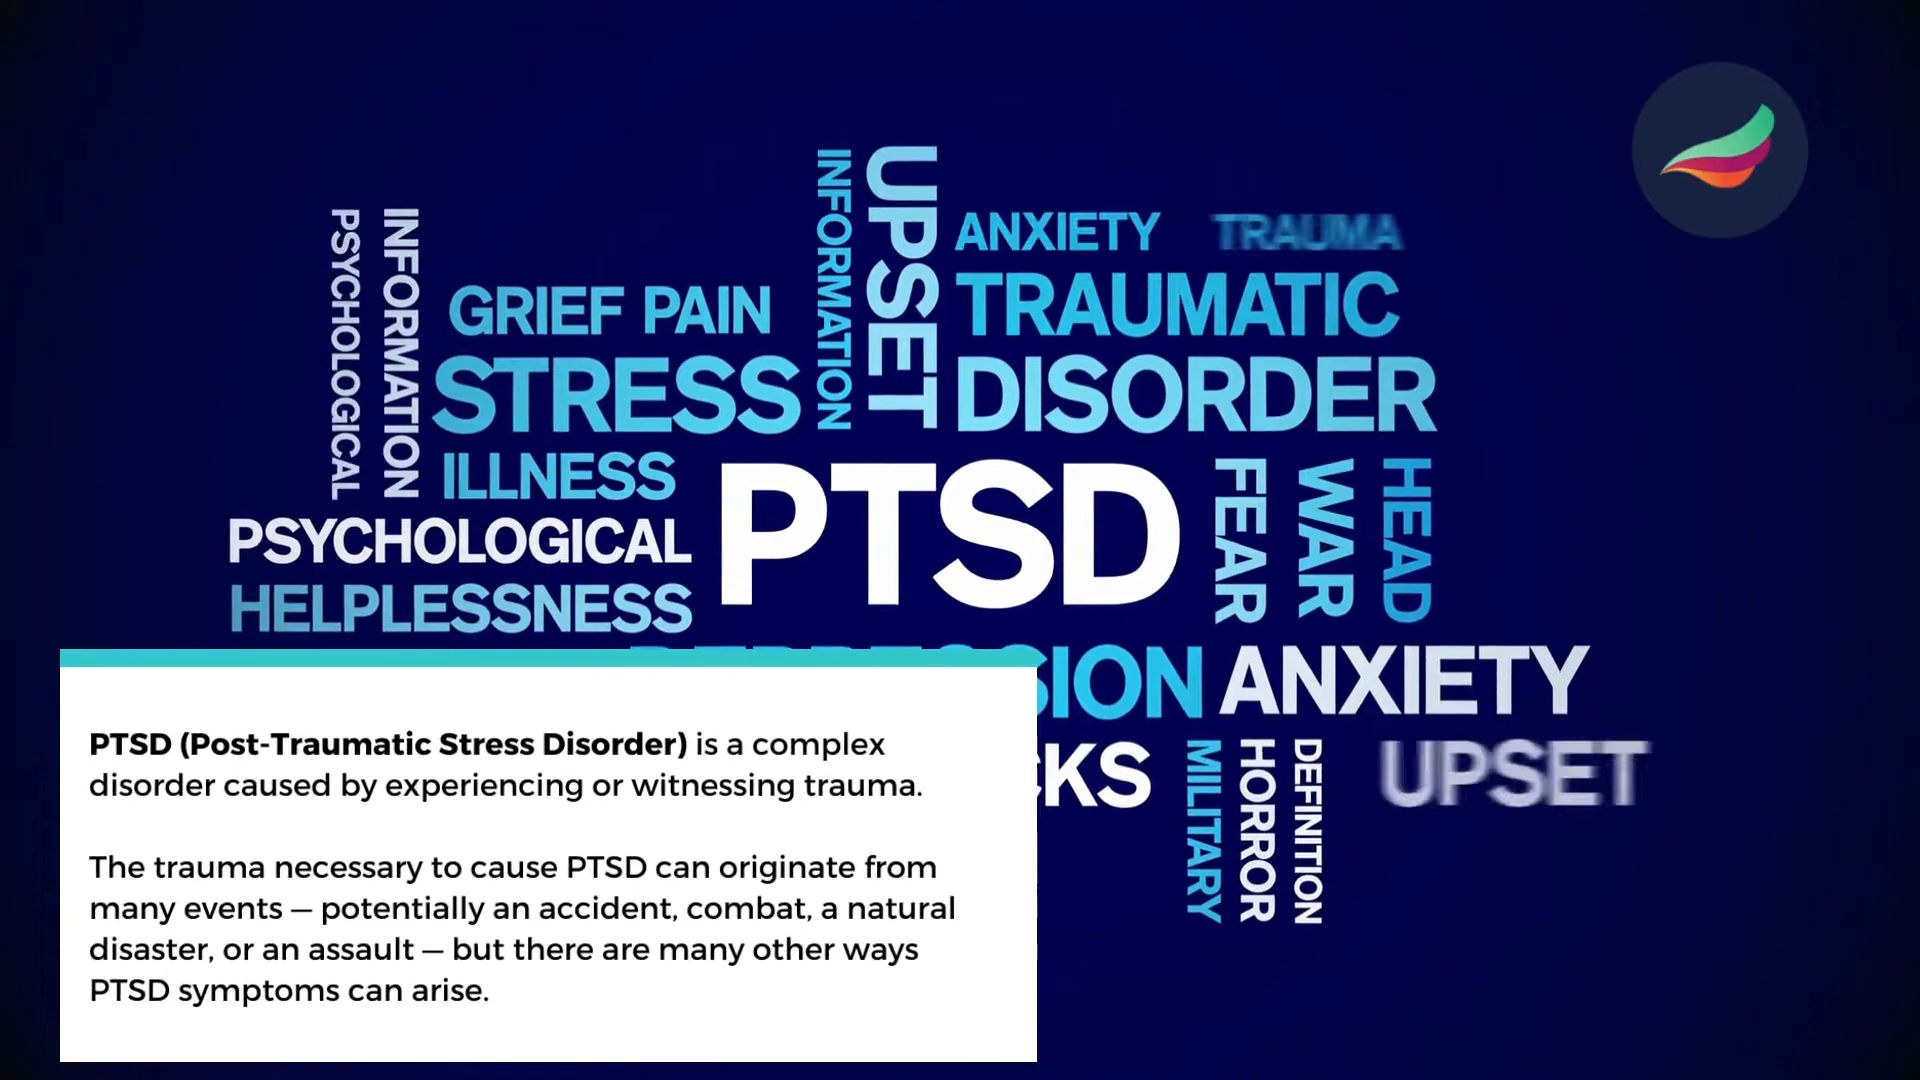 UPSET
INFORMATION
PSYCHOLOGICAL
INFORMATION
ANXIETY
TRAUMA
GRIEF PAIN
TRAUMATIC
STRESS
DISORDER
ILLNESS
PTSD
FEAR
WAR
HEAD
PSYCHOLOGICAL
HELPLESSNESS
ANXIETY
MILITARY
HORROR
DEFINITION
UPSET
PTSD (Post-Traumatic Stress Disorder) is a complex
disorder caused by experiencing or witnessing trauma.
The trauma necessary to cause PTSD can originate from
many events — potentially an accident, combat, a natural
disaster, or an assault — but there are many other ways
PTSD symptoms can arise.